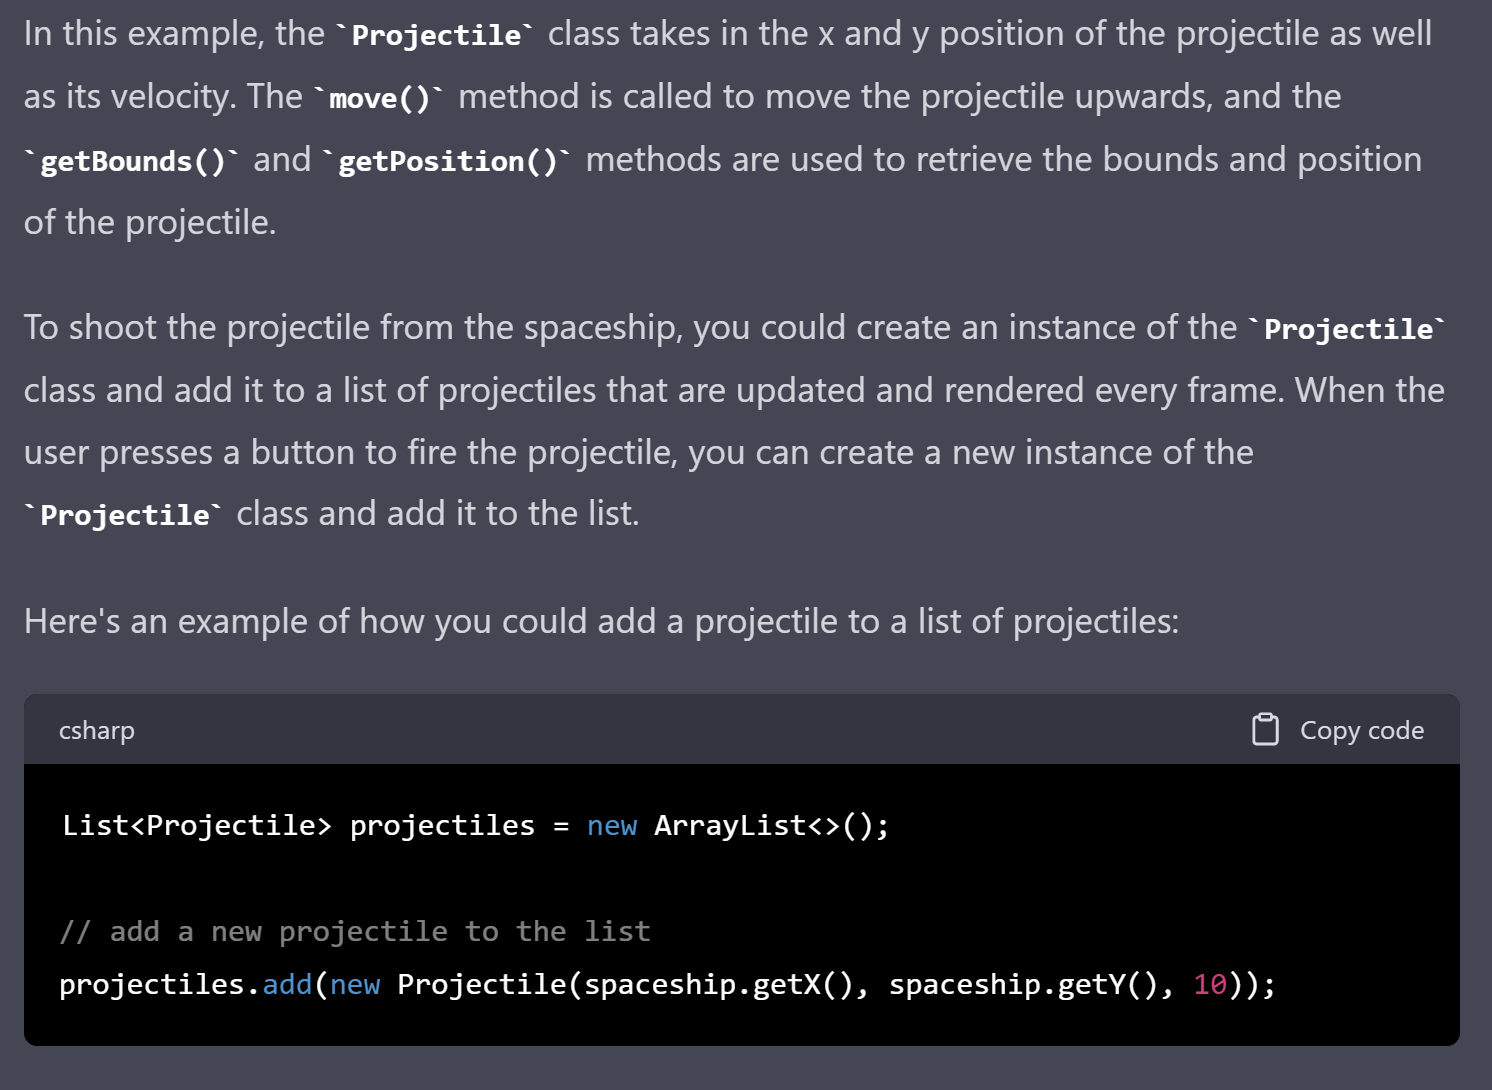 In this example, the `Projectile` class takes in the x and y position of the projectile as well
as its velocity. The `move()` method is called to move the projectile upwards, and the
`getBounds()` and `getPosition()` methods are used to retrieve the bounds and position
of the projectile.
To shoot the projectile from the spaceship, you could create an instance of the `Projectile`
class and add it to a list of projectiles that are updated and rendered every frame. When the
user presses a button to fire the projectile, you can create a new instance of the
`Projectile` class and add it to the list.
Here's an example of how you could add a projectile to a list of projectiles:
csharp Copy code
List<Projectile> projectiles = new ArrayList<>();
// add a new projectile to the list
projectiles.add(new Projectile(spaceship.getX(), spaceship.getY(), 10));